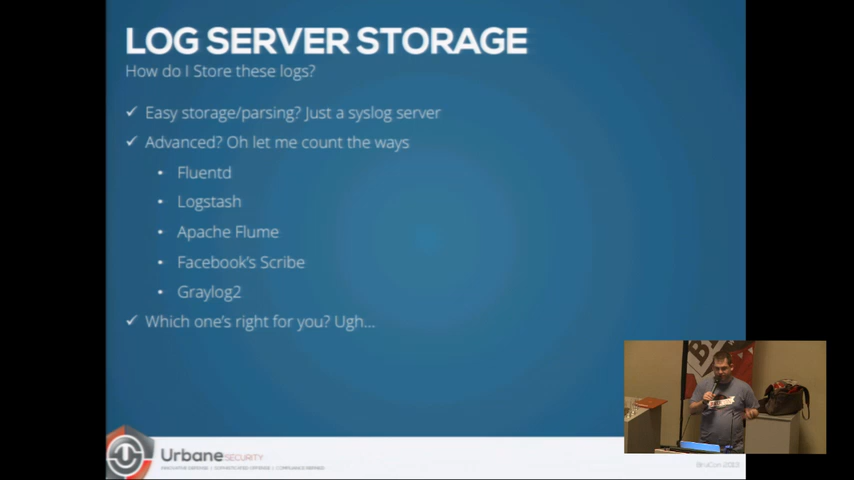 LOG SERVER STORAGE
How do I Store these logs?
✓ Easy storage/parsing? Just a syslog server
✓ Advanced? Oh let me count the ways
• Fluentd
• Logstash
• Apache Flume
• Facebook's Scribe
• Graylog2
✓ Which one's right for you? Ugh...
Urbane SECURITY